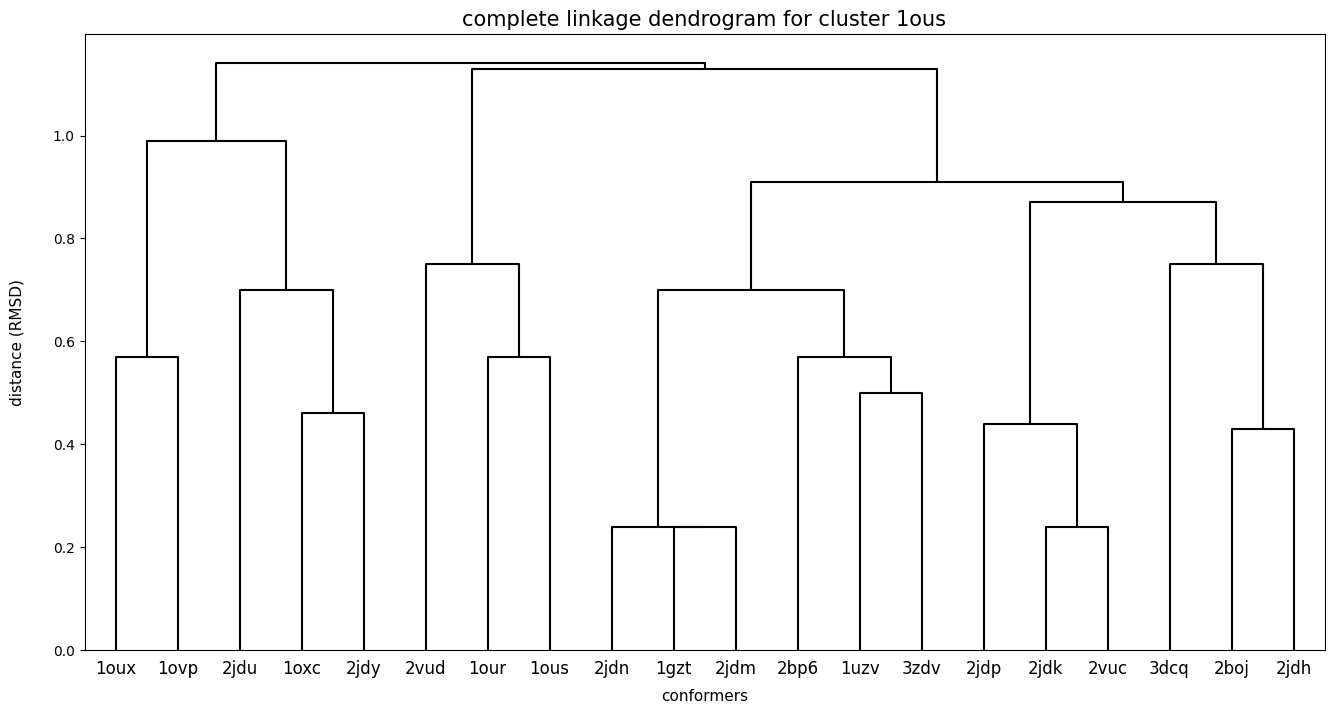 complete linkage dendrogram for cluster 1ous
1.0
0.8
0.6
0.4
0.2
0.0
distance (RMSD)
1oux 1ovp 2jdu 1oxc 2jdy 2vud 1our 1ous 2jdn 1gzt 2jdm 2bp6 1uzv 3zdv 2jdp 2jdk 2vuc 3dcq 2boj 2jdh
conformers